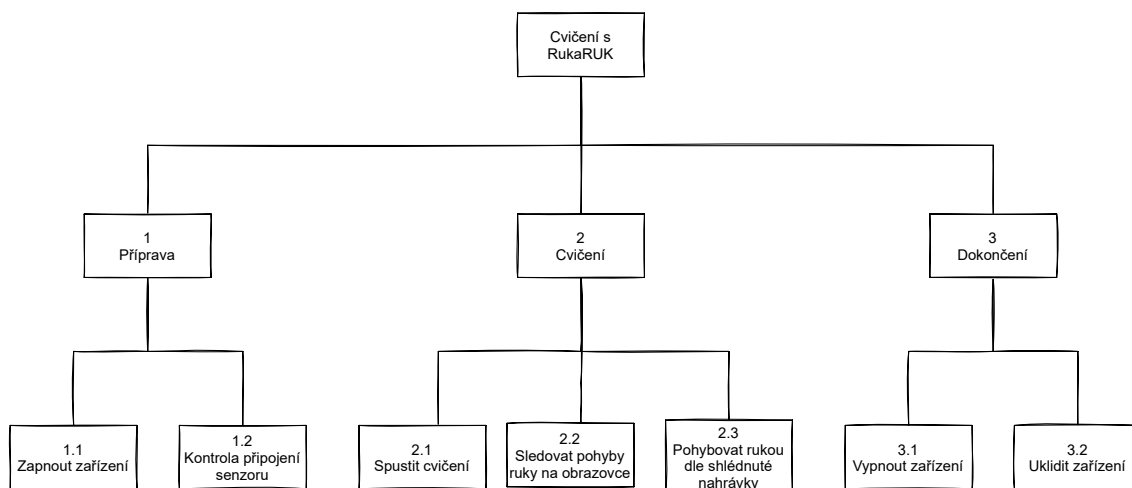 Cvičení s
RukaRUK
1
Příprava
2
Cvičení
3
Dokončení
1.1
Zapnout zařízení
1.2
Kontrola připojení
senzoru
2.1
Spustit cvičení
2.2
Sledovat pohyby
ruky na obrazovce
2.3
Pohybovat rukou
dle shlédnuté
nahrávky
3.1
Vypnout zařízení
3.2
Uklidit zařízení